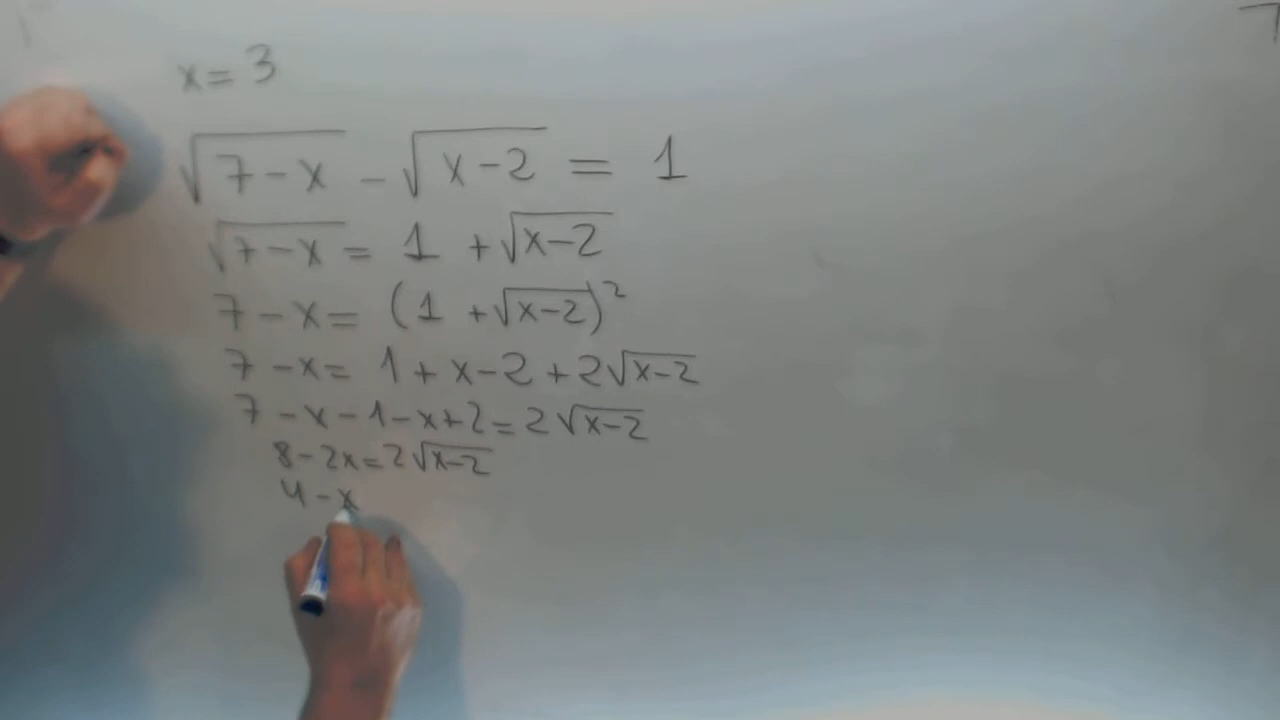 x = 3
√(7 - x) - √(x - 2) = 1
√(7 - x) = 1 + √(x - 2)
7 - x = (1 + √(x - 2))²
7 - x = 1 + x - 2 + 2√(x - 2)
7 - x - 1 - x + 2 = 2√(x - 2)
8 - 2x = 2√(x - 2)
4 - x